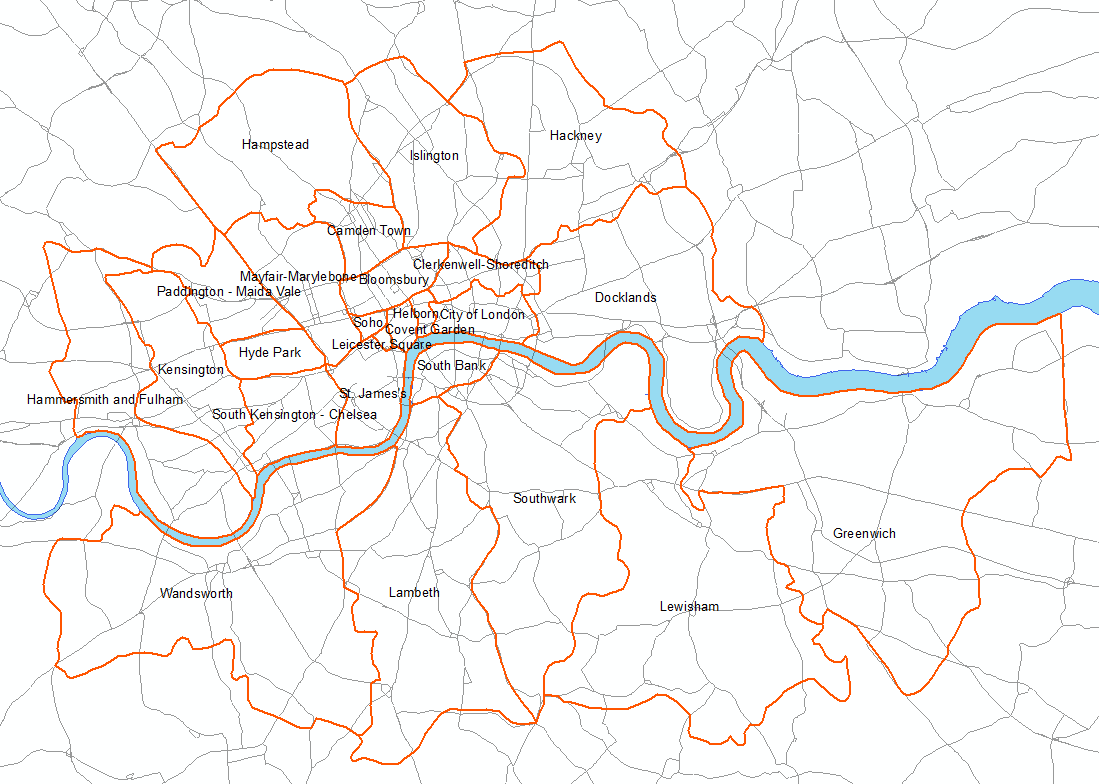 Hackney
Hampstead
Islington
Camden Town
Clerkenwell-Shoreditch
Mayfair-Marylebone
Bloomsbury
Paddington - Maida Vale
Docklands
Helborn
City of London
Soho
Covent Garden
Leicester Square
Hyde Park
South Bank
Kensington
St. James's
Hammersmith and Fulham
South Kensington - Chelsea
Southwark
Greenwich
Wandsworth
Lambeth
Lewisham